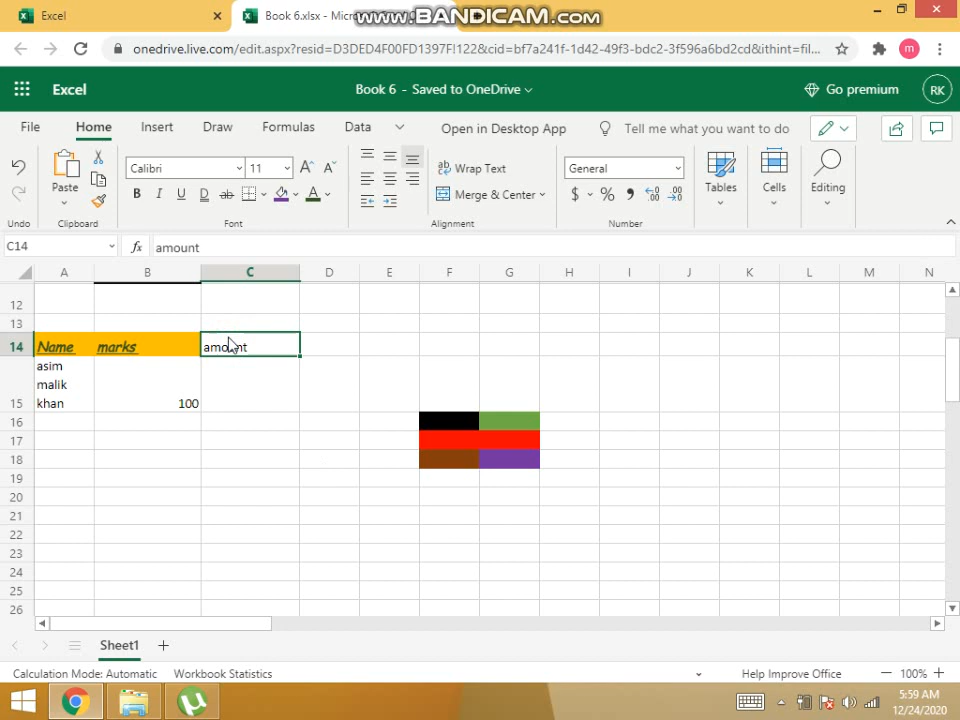 Excel
Book 6.xlsx - Micros
www.BANDICAM.com
onedrive.live.com/edit.aspx?resid=D3DED4F00FD1397F!122&cid=bf7a241f-1d42-49f3-bdc2-3f596a6bd2cd&ithint=fil...
m
Excel
Book 6 - Saved to OneDrive
Go premium
RK
File Home Insert Draw Formulas Data Open in Desktop App Tell me what you want to do
Paste
Calibri 11
Wrap Text
General
B I U D ab A
Merge & Center
$ % , .00 .00
Tables Cells Editing
Undo Clipboard Font Alignment Number
C14 fx amount
A B C D E F G H I J K L M N
12
13
14 Name marks amount
asim
malik
15 khan 100
16
17
18
19
20
21
22
23
24
25
26
Sheet1
Calculation Mode: Automatic Workbook Statistics Help Improve Office 100%
5:59 AM
12/24/2020